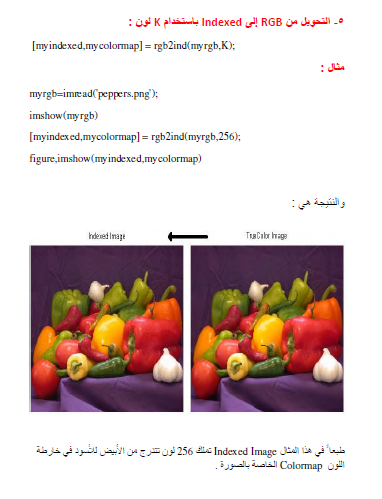 ٥- التحويل من RGB إلى Indexed باستخدام K لون :
[myindexed,mycolormap] = rgb2ind(myrgb,K);
مثال :
myrgb=imread('peppers.png');
imshow(myrgb)
[myindexed,mycolormap] = rgb2ind(myrgb,256);
figure,imshow(myindexed,mycolormap)
والنتيجة هي :
Indexed Image
TrueColor Image
طبعاً في هذا المثال Indexed Image تملك 256 لون تتدرج من الأبيض للأسود في خارطة
اللون Colormap الخاصة بالصورة .